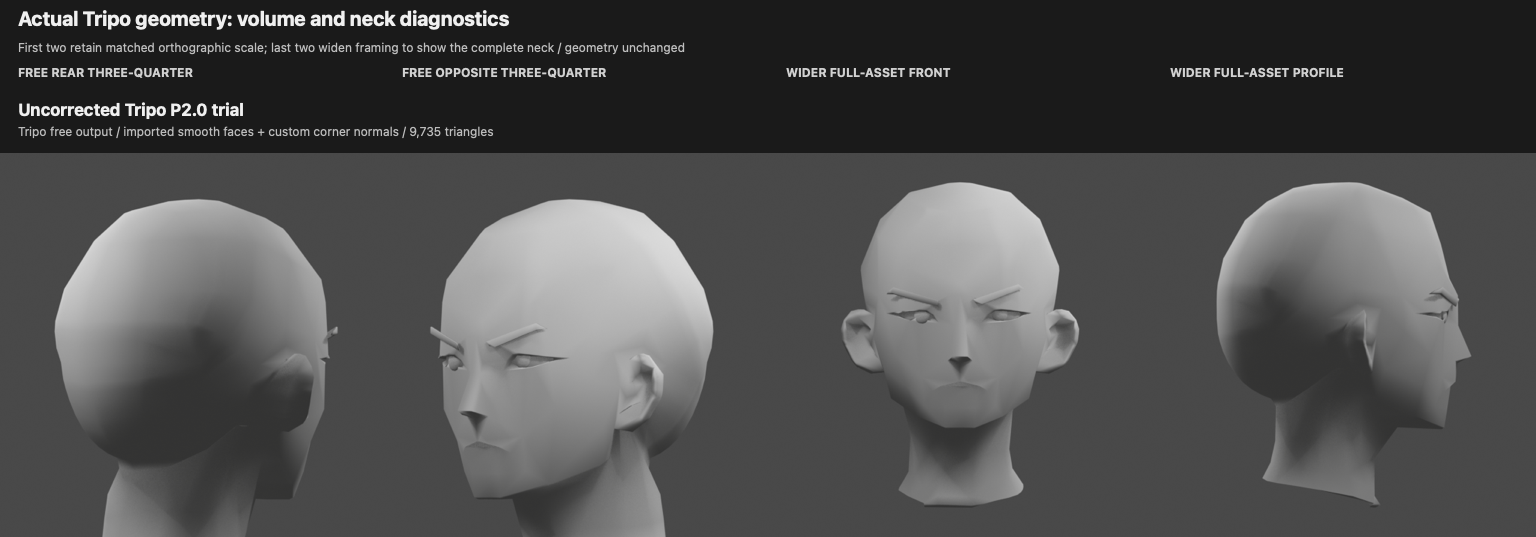 Actual Tripo geometry: volume and neck diagnostics
First two retain matched orthographic scale; last two widen framing to show the complete neck / geometry unchanged
FREE REAR THREE-QUARTER
FREE OPPOSITE THREE-QUARTER
WIDER FULL-ASSET FRONT
WIDER FULL-ASSET PROFILE
Uncorrected Tripo P2.0 trial
Tripo free output / imported smooth faces + custom corner normals / 9,735 triangles